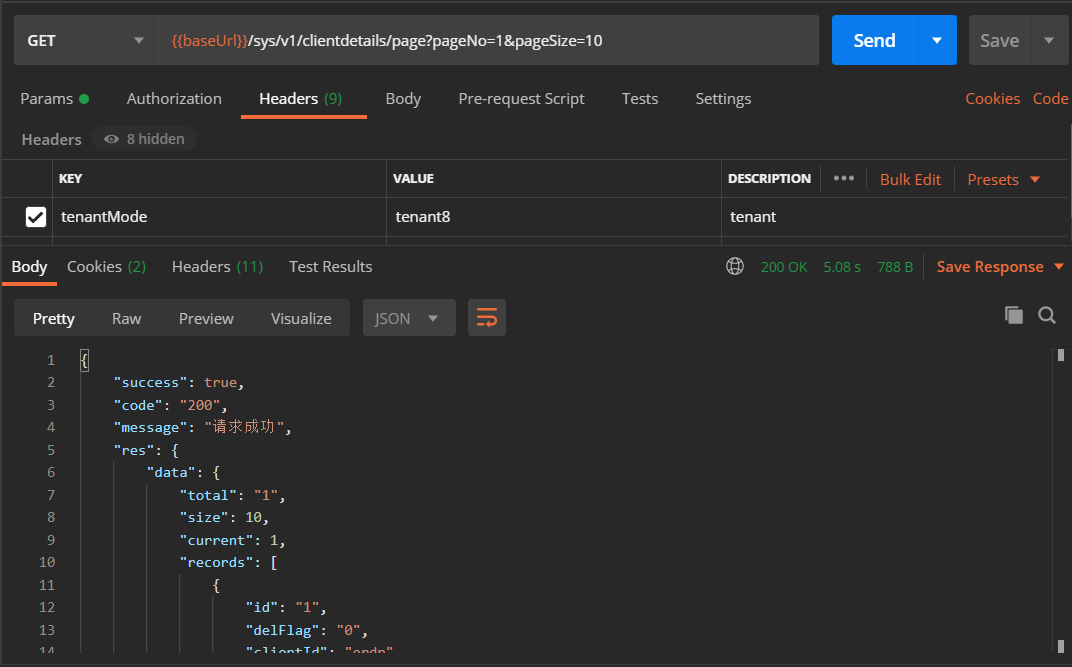 GET {{baseUrl}}/sys/v1/clientdetails/page?pageNo=1&pageSize=10 Send Save
Params Authorization Headers (9) Body Pre-request Script Tests Settings Cookies Code
Headers 8 hidden
KEY VALUE DESCRIPTION ••• Bulk Edit Presets
tenantMode tenant8 tenant
Body Cookies (2) Headers (11) Test Results 200 OK 5.08 s 788 B Save Response
Pretty Raw Preview Visualize JSON
1 {
2 "success": true,
3 "code": "200",
4 "message": "请求成功",
5 "res": {
6 "data": {
7 "total": "1",
8 "size": 10,
9 "current": 1,
10 "records": [
11 {
12 "id": "1",
13 "delFlag": "0",
14 "clientId":